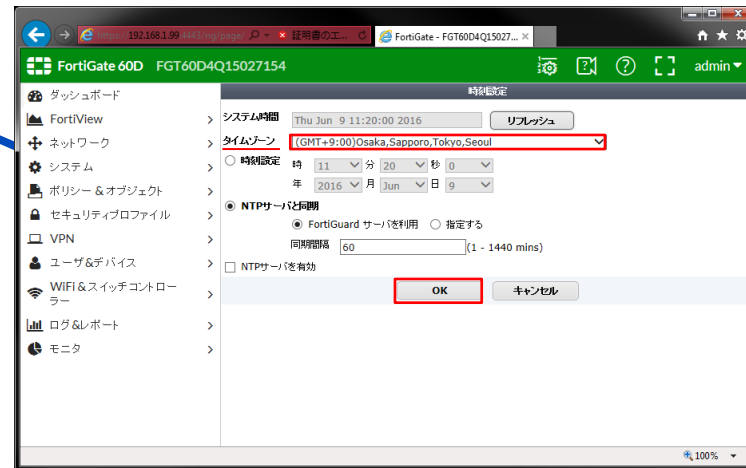 https://192.168.1.99:4443/ng/page/ 証明書のエ... FortiGate - FGT60D4Q15027...
FortiGate 60D FGT60D4Q15027154 admin
ダッシュボード
FortiView
ネットワーク
システム
ポリシー & オブジェクト
セキュリティプロファイル
VPN
ユーザ&デバイス
WiFi & スイッチコントローラー
ログ&レポート
モニタ
時刻設定
システム時間 Thu Jun 9 11:20:00 2016 リフレッシュ
タイムゾーン (GMT+9:00)Osaka,Sapporo,Tokyo,Seoul
時刻設定 時 11 分 20 秒 0
年 2016 月 Jun 日 9
NTPサーバと同期
FortiGuard サーバを利用 指定する
同期間隔 60 (1 - 1440 mins)
NTPサーバを有効
OK キャンセル
100%